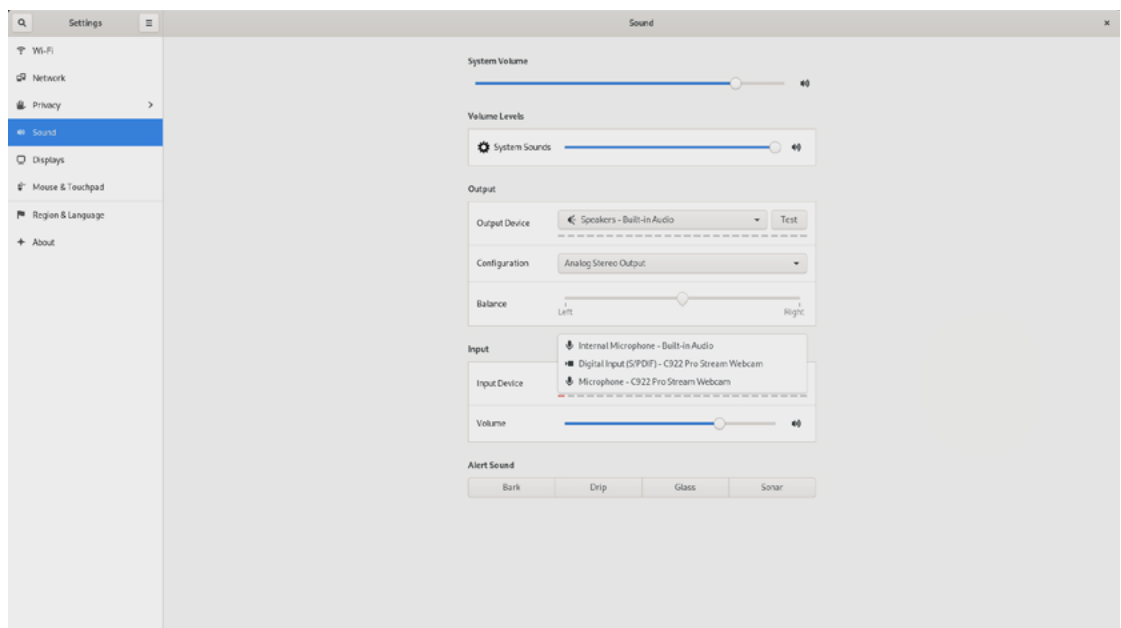 Settings
Sound
Wi-Fi
Network
Privacy
Sound
Displays
Mouse & Touchpad
Region & Language
About
System Volume
Volume Levels
System Sounds
Output
Output Device
Speakers - Built-in Audio
Test
Configuration
Analog Stereo Output
Balance
Left
Right
Input
Internal Microphone - Built-in Audio
Digital Input (S/PDIF) - C922 Pro Stream Webcam
Input Device
Microphone - C922 Pro Stream Webcam
Volume
Alert Sound
Bark
Drip
Glass
Sonar